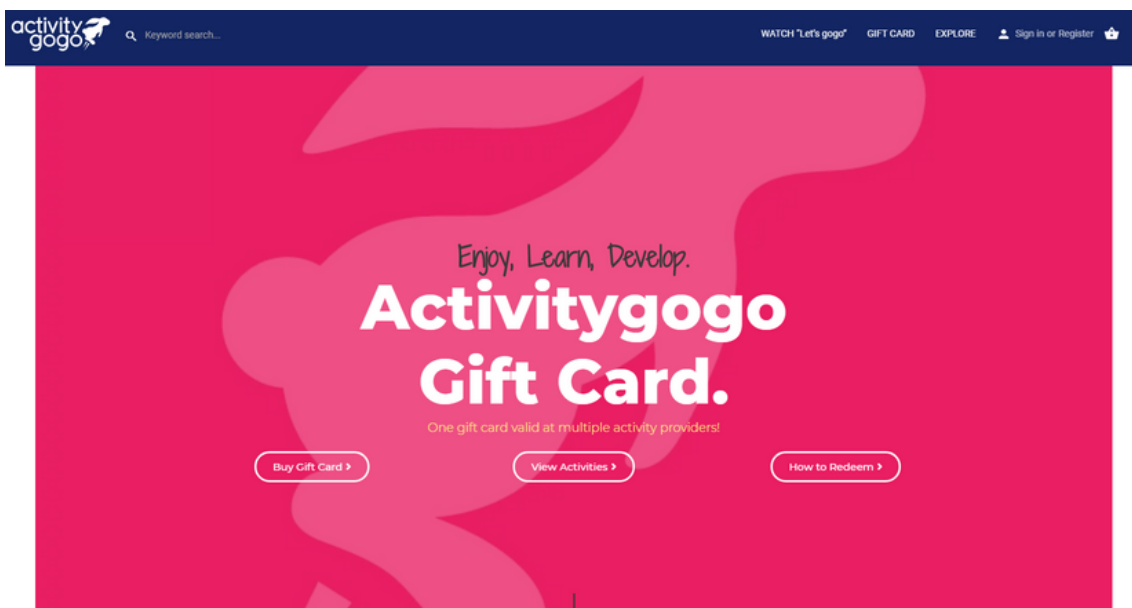 activity
gogo
Keyword search...
WATCH "Let's gogo"
GIFT CARD
EXPLORE
Sign in or Register
Enjoy, Learn, Develop.
Activitygogo
Gift Card.
One gift card valid at multiple activity providers!
Buy Gift Card >
View Activities >
How to Redeem >